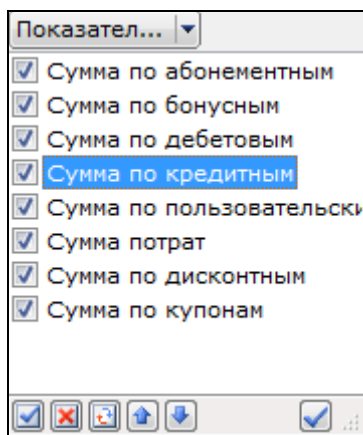 Показател...
Сумма по абонементным
Сумма по бонусным
Сумма по дебетовым
Сумма по кредитным
Сумма по пользовательски
Сумма потрат
Сумма по дисконтным
Сумма по купонам